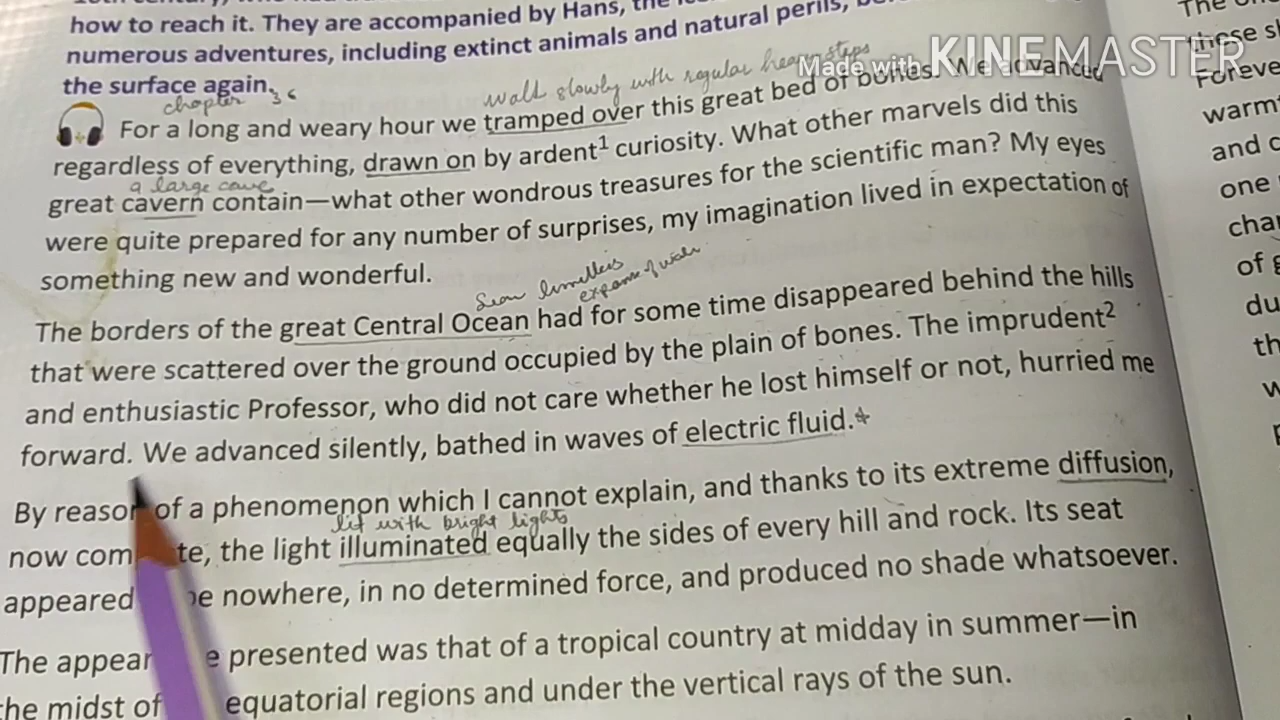 how to reach it. They are accompanied by Hans, the
numerous adventures, including extinct animals and natural perils,
the surface again.
chapter 36
walk slowly with regular heavy steps
Made with KINEMASTER
For a long and weary hour we tramped over this great bed of bones. We advanced
regardless of everything, drawn on by ardent1 curiosity. What other marvels did this
a large cave
great cavern contain—what other wondrous treasures for the scientific man? My eyes
were quite prepared for any number of surprises, my imagination lived in expectation of
something new and wonderful.
limitless
expanse of water
The borders of the great Central Ocean had for some time disappeared behind the hills
that were scattered over the ground occupied by the plain of bones. The imprudent2
and enthusiastic Professor, who did not care whether he lost himself or not, hurried me
forward. We advanced silently, bathed in waves of electric fluid.
By reason of a phenomenon which I cannot explain, and thanks to its extreme diffusion,
lit with bright lights
now com te, the light illuminated equally the sides of every hill and rock. Its seat
appeared be nowhere, in no determined force, and produced no shade whatsoever.
The appear e presented was that of a tropical country at midday in summer—in
the midst of equatorial regions and under the vertical rays of the sun.
The
these
Foreve
warm
and
one
cha
of
du
th